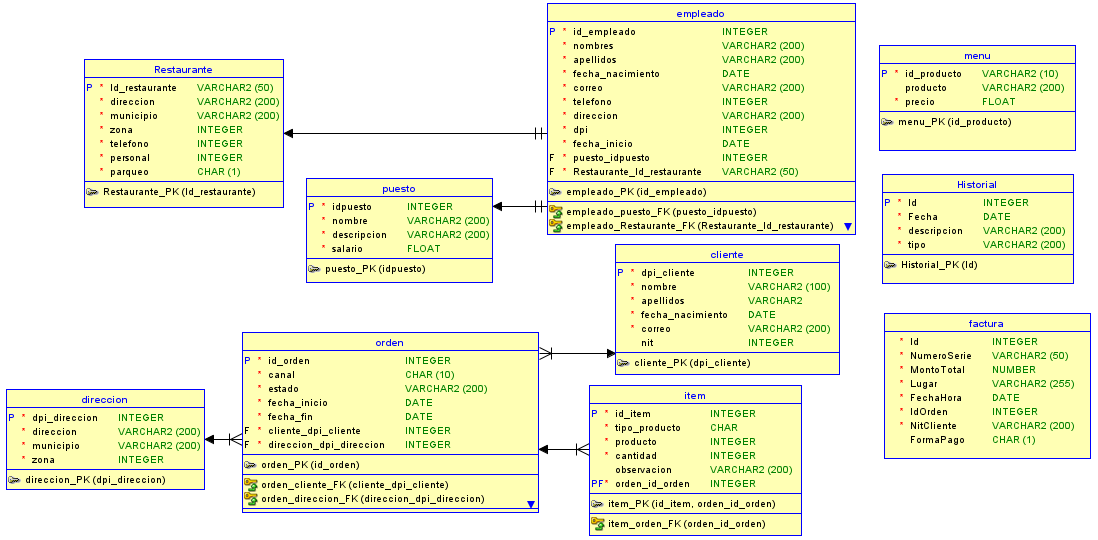 empleado
P * id_empleado INTEGER
* nombres VARCHAR2 (200)
* apellidos VARCHAR2 (200)
* fecha_nacimiento DATE
* correo VARCHAR2 (200)
* telefono INTEGER
* direccion VARCHAR2 (200)
* dpi INTEGER
* fecha_inicio DATE
F * puesto_idpuesto INTEGER
F * Restaurante_Id_restaurante VARCHAR2 (50)
empleado_PK (id_empleado)
empleado_puesto_FK (puesto_idpuesto)
empleado_Restaurante_FK (Restaurante_Id_restaurante)
menu
P * id_producto VARCHAR2 (10)
producto VARCHAR2 (200)
* precio FLOAT
menu_PK (id_producto)
Restaurante
P * Id_restaurante VARCHAR2 (50)
* direccion VARCHAR2 (200)
* municipio VARCHAR2 (200)
* zona INTEGER
* telefono INTEGER
* personal INTEGER
* parqueo CHAR (1)
Restaurante_PK (Id_restaurante)
puesto
P * idpuesto INTEGER
* nombre VARCHAR2 (200)
* descripcion VARCHAR2 (200)
* salario FLOAT
puesto_PK (idpuesto)
Historial
P * Id INTEGER
* Fecha DATE
* descripcion VARCHAR2 (200)
* tipo VARCHAR2 (200)
Historial_PK (Id)
cliente
P * dpi_cliente INTEGER
* nombre VARCHAR2 (100)
* apellidos VARCHAR2
* fecha_nacimiento DATE
* correo VARCHAR2 (200)
nit INTEGER
cliente_PK (dpi_cliente)
factura
* Id INTEGER
* NumeroSerie VARCHAR2 (50)
* MontoTotal NUMBER
* Lugar VARCHAR2 (255)
* FechaHora DATE
* IdOrden INTEGER
* NitCliente VARCHAR2 (200)
FormaPago CHAR (1)
orden
P * id_orden INTEGER
* canal CHAR (10)
* estado VARCHAR2 (200)
* fecha_inicio DATE
* fecha_fin DATE
F * cliente_dpi_cliente INTEGER
F * direccion_dpi_direccion INTEGER
orden_PK (id_orden)
orden_cliente_FK (cliente_dpi_cliente)
orden_direccion_FK (direccion_dpi_direccion)
direccion
P * dpi_direccion INTEGER
* direccion VARCHAR2 (200)
* municipio VARCHAR2 (200)
* zona INTEGER
direccion_PK (dpi_direccion)
item
P * id_item INTEGER
* tipo_producto CHAR
* producto INTEGER
* cantidad INTEGER
observacion VARCHAR2 (200)
PF* orden_id_orden INTEGER
item_PK (id_item, orden_id_orden)
item_orden_FK (orden_id_orden)